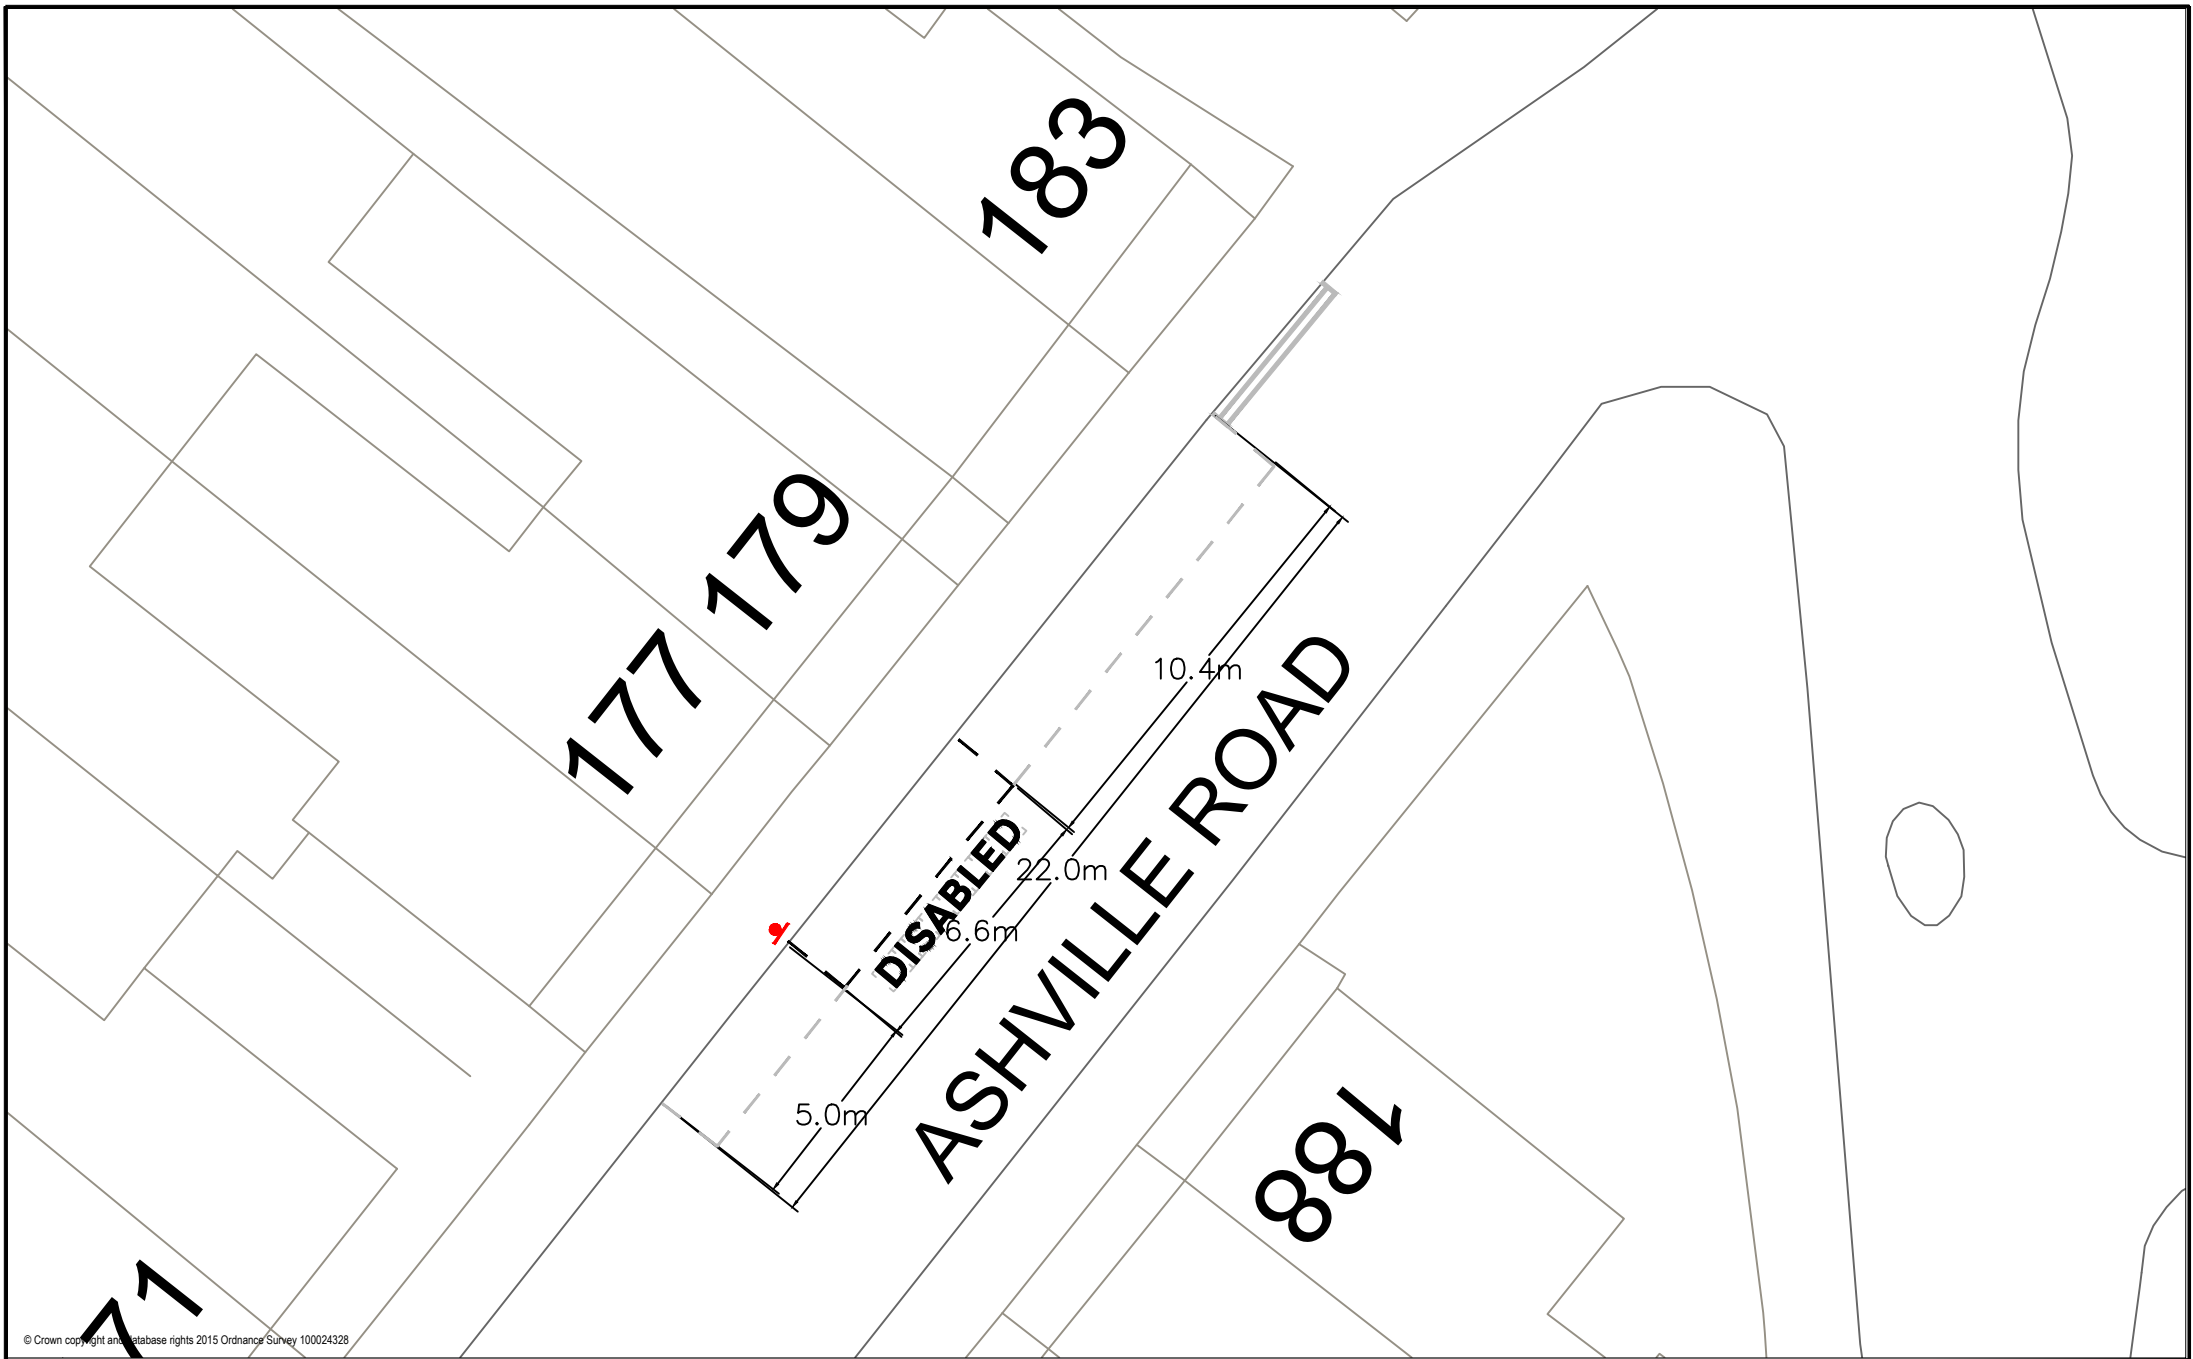 183
177 179
10.4m
22.0m
DISABLED
6.6m
ASHVILLE ROAD
5.0m
188
71
© Crown copyright and database rights 2015 Ordnance Survey 100024328